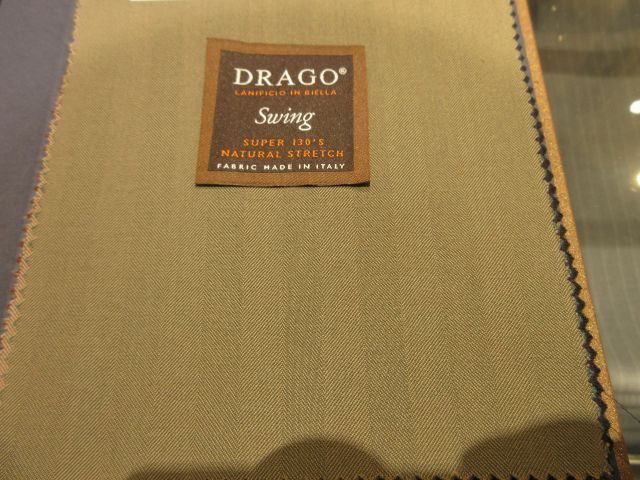 DRAGO®
LANIFICIO IN BIELLA
Swing
SUPER 130'S
NATURAL STRETCH
FABRIC MADE IN ITALY